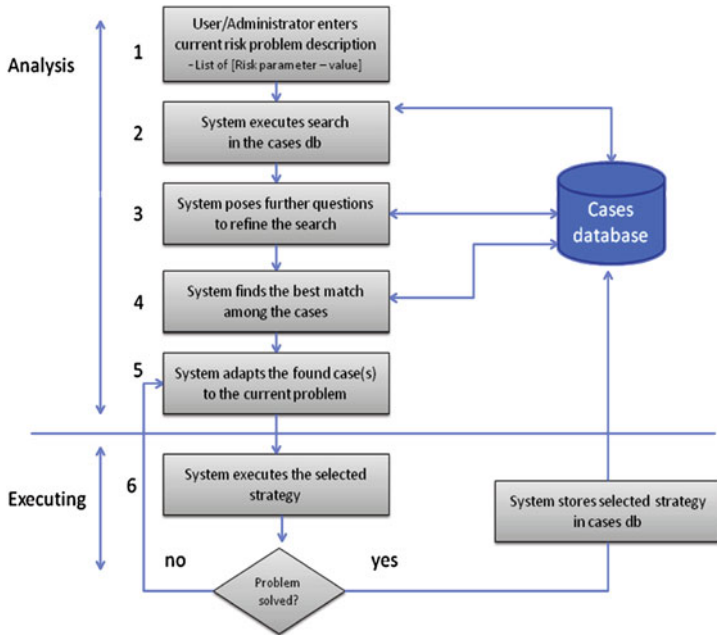 Analysis
1
User/Administrator enters
current risk problem description
- List of [Risk parameter – value]
2
System executes search
in the cases db
3
System poses further questions
to refine the search
Cases
database
4
System finds the best match
among the cases
5
System adapts the found case(s)
to the current problem
Executing
6
System executes the selected
strategy
System stores selected strategy
in cases db
no
yes
Problem
solved?